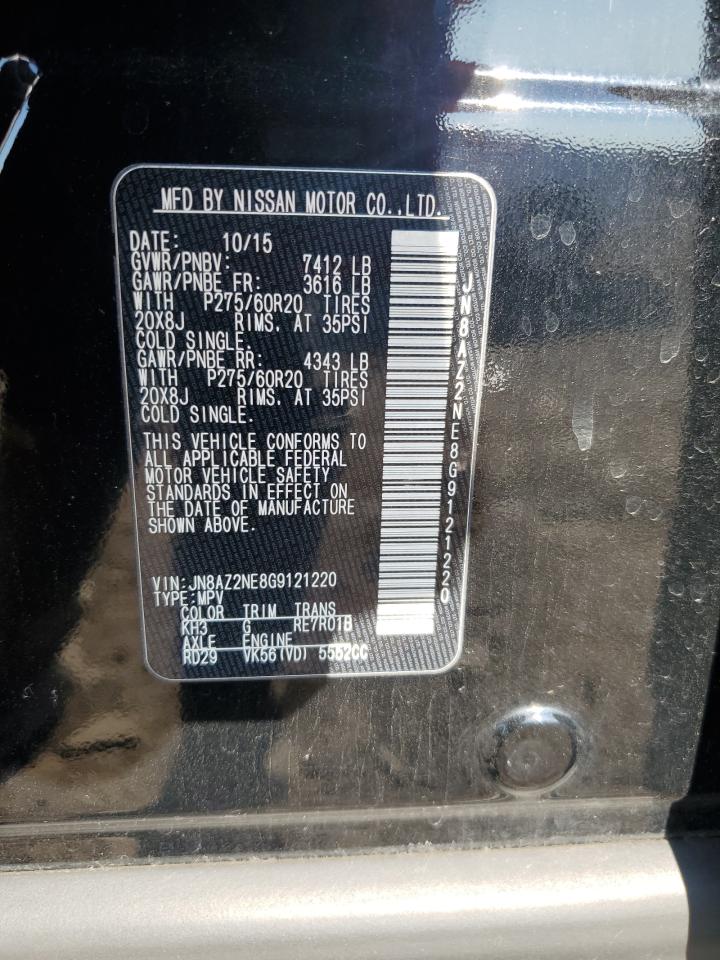 MFD BY NISSAN MOTOR CO.,LTD.
DATE: 10/15
GVWR/PNBV: 7412 LB
GAWR/PNBE FR: 3616 LB
WITH P275/60R20 TIRES
20X8J RIMS. AT 35PSI
COLD SINGLE.
GAWR/PNBE RR: 4343 LB
WITH P275/60R20 TIRES
20X8J RIMS. AT 35PSI
COLD SINGLE.
THIS VEHICLE CONFORMS TO
ALL APPLICABLE FEDERAL
MOTOR VEHICLE SAFETY
STANDARDS IN EFFECT ON
THE DATE OF MANUFACTURE
SHOWN ABOVE.
VIN:JN8AZ2NE8G9121220
TYPE:MPV
COLOR TRIM TRANS
KH3 G RE7R01B
AXLE ENGINE
RD29 VK56(VD) 5552CC
JN8AZ2NE8G9121220